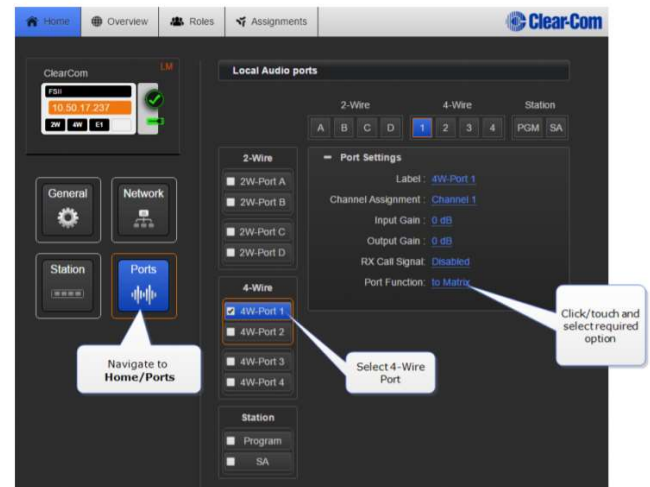 Home
Overview
Roles
Assignments
Clear-Com
ClearCom
LM
FSII
10.50.17.237
2W 4W E1
General
Network
Station
Ports
Navigate to
Home/Ports
Local Audio ports
2-Wire 4-Wire Station
A B C D 1 2 3 4 PGM SA
2-Wire
2W-Port A
2W-Port B
2W-Port C
2W-Port D
4-Wire
4W-Port 1
4W-Port 2
4W-Port 3
4W-Port 4
Station
Program
SA
Port Settings
Label : 4W-Port 1
Channel Assignment : Channel 1
Input Gain : 0 dB
Output Gain : 0 dB
RX Call Signal: Disabled
Port Function: to Matrix
Select 4-Wire
Port
Click/touch and
select required
option